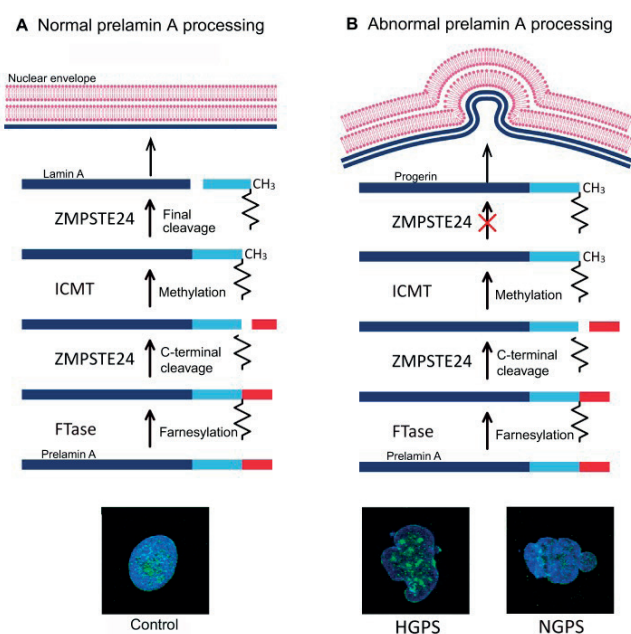 A Normal prelamin A processing
Nuclear envelope
Lamin A
CH3
ZMPSTE24
Final
cleavage
CH3
ICMT
Methylation
ZMPSTE24
C-terminal
cleavage
FTase
Farnesylation
Prelamin A
Control
B Abnormal prelamin A processing
Progerin
CH3
ZMPSTE24
CH3
ICMT
Methylation
ZMPSTE24
C-terminal
cleavage
FTase
Farnesylation
Prelamin A
HGPS
NGPS